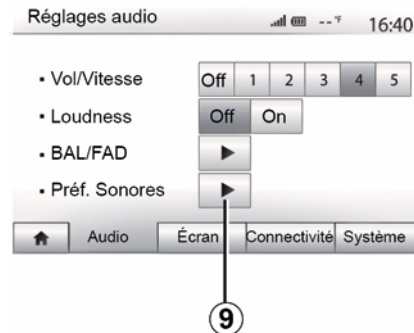 Réglages audio -- °F 16:40
▪ Vol/Vitesse Off 1 2 3 4 5
▪ Loudness Off On
▪ BAL/FAD
▪ Préf. Sonores
Audio Écran Connectivité Système
9